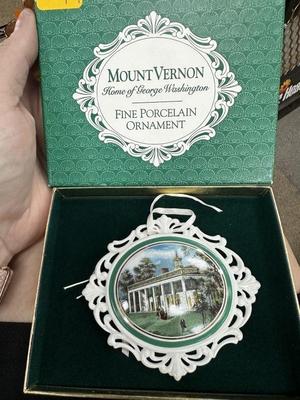 MOUNT VERNON
Home of George Washington
FINE PORCELAIN
ORNAMENT